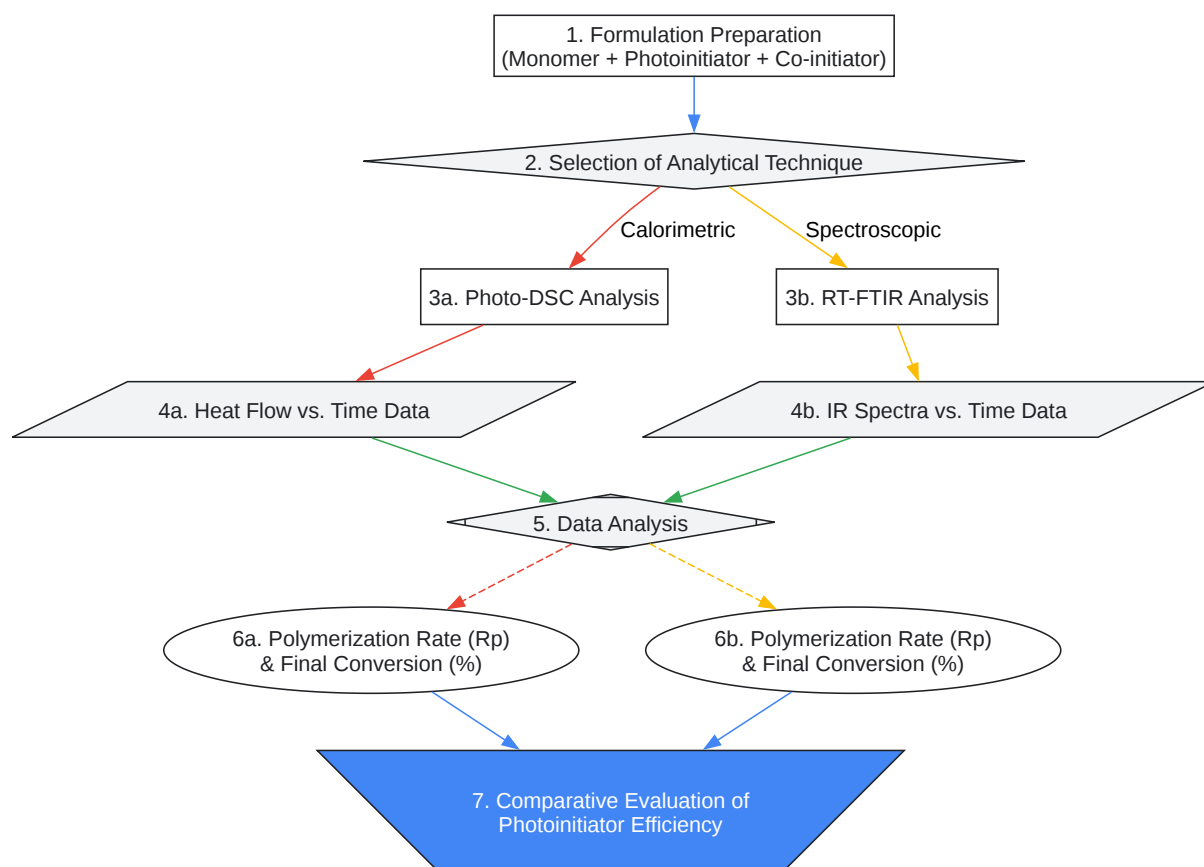 1. Formulation Preparation
(Monomer + Photoinitiator + Co-initiator)
2. Selection of Analytical Technique
Calorimetric
Spectroscopic
3a. Photo-DSC Analysis
3b. RT-FTIR Analysis
4a. Heat Flow vs. Time Data
4b. IR Spectra vs. Time Data
5. Data Analysis
6a. Polymerization Rate (Rp)
& Final Conversion (%)
6b. Polymerization Rate (Rp)
& Final Conversion (%)
7. Comparative Evaluation of
Photoinitiator Efficiency